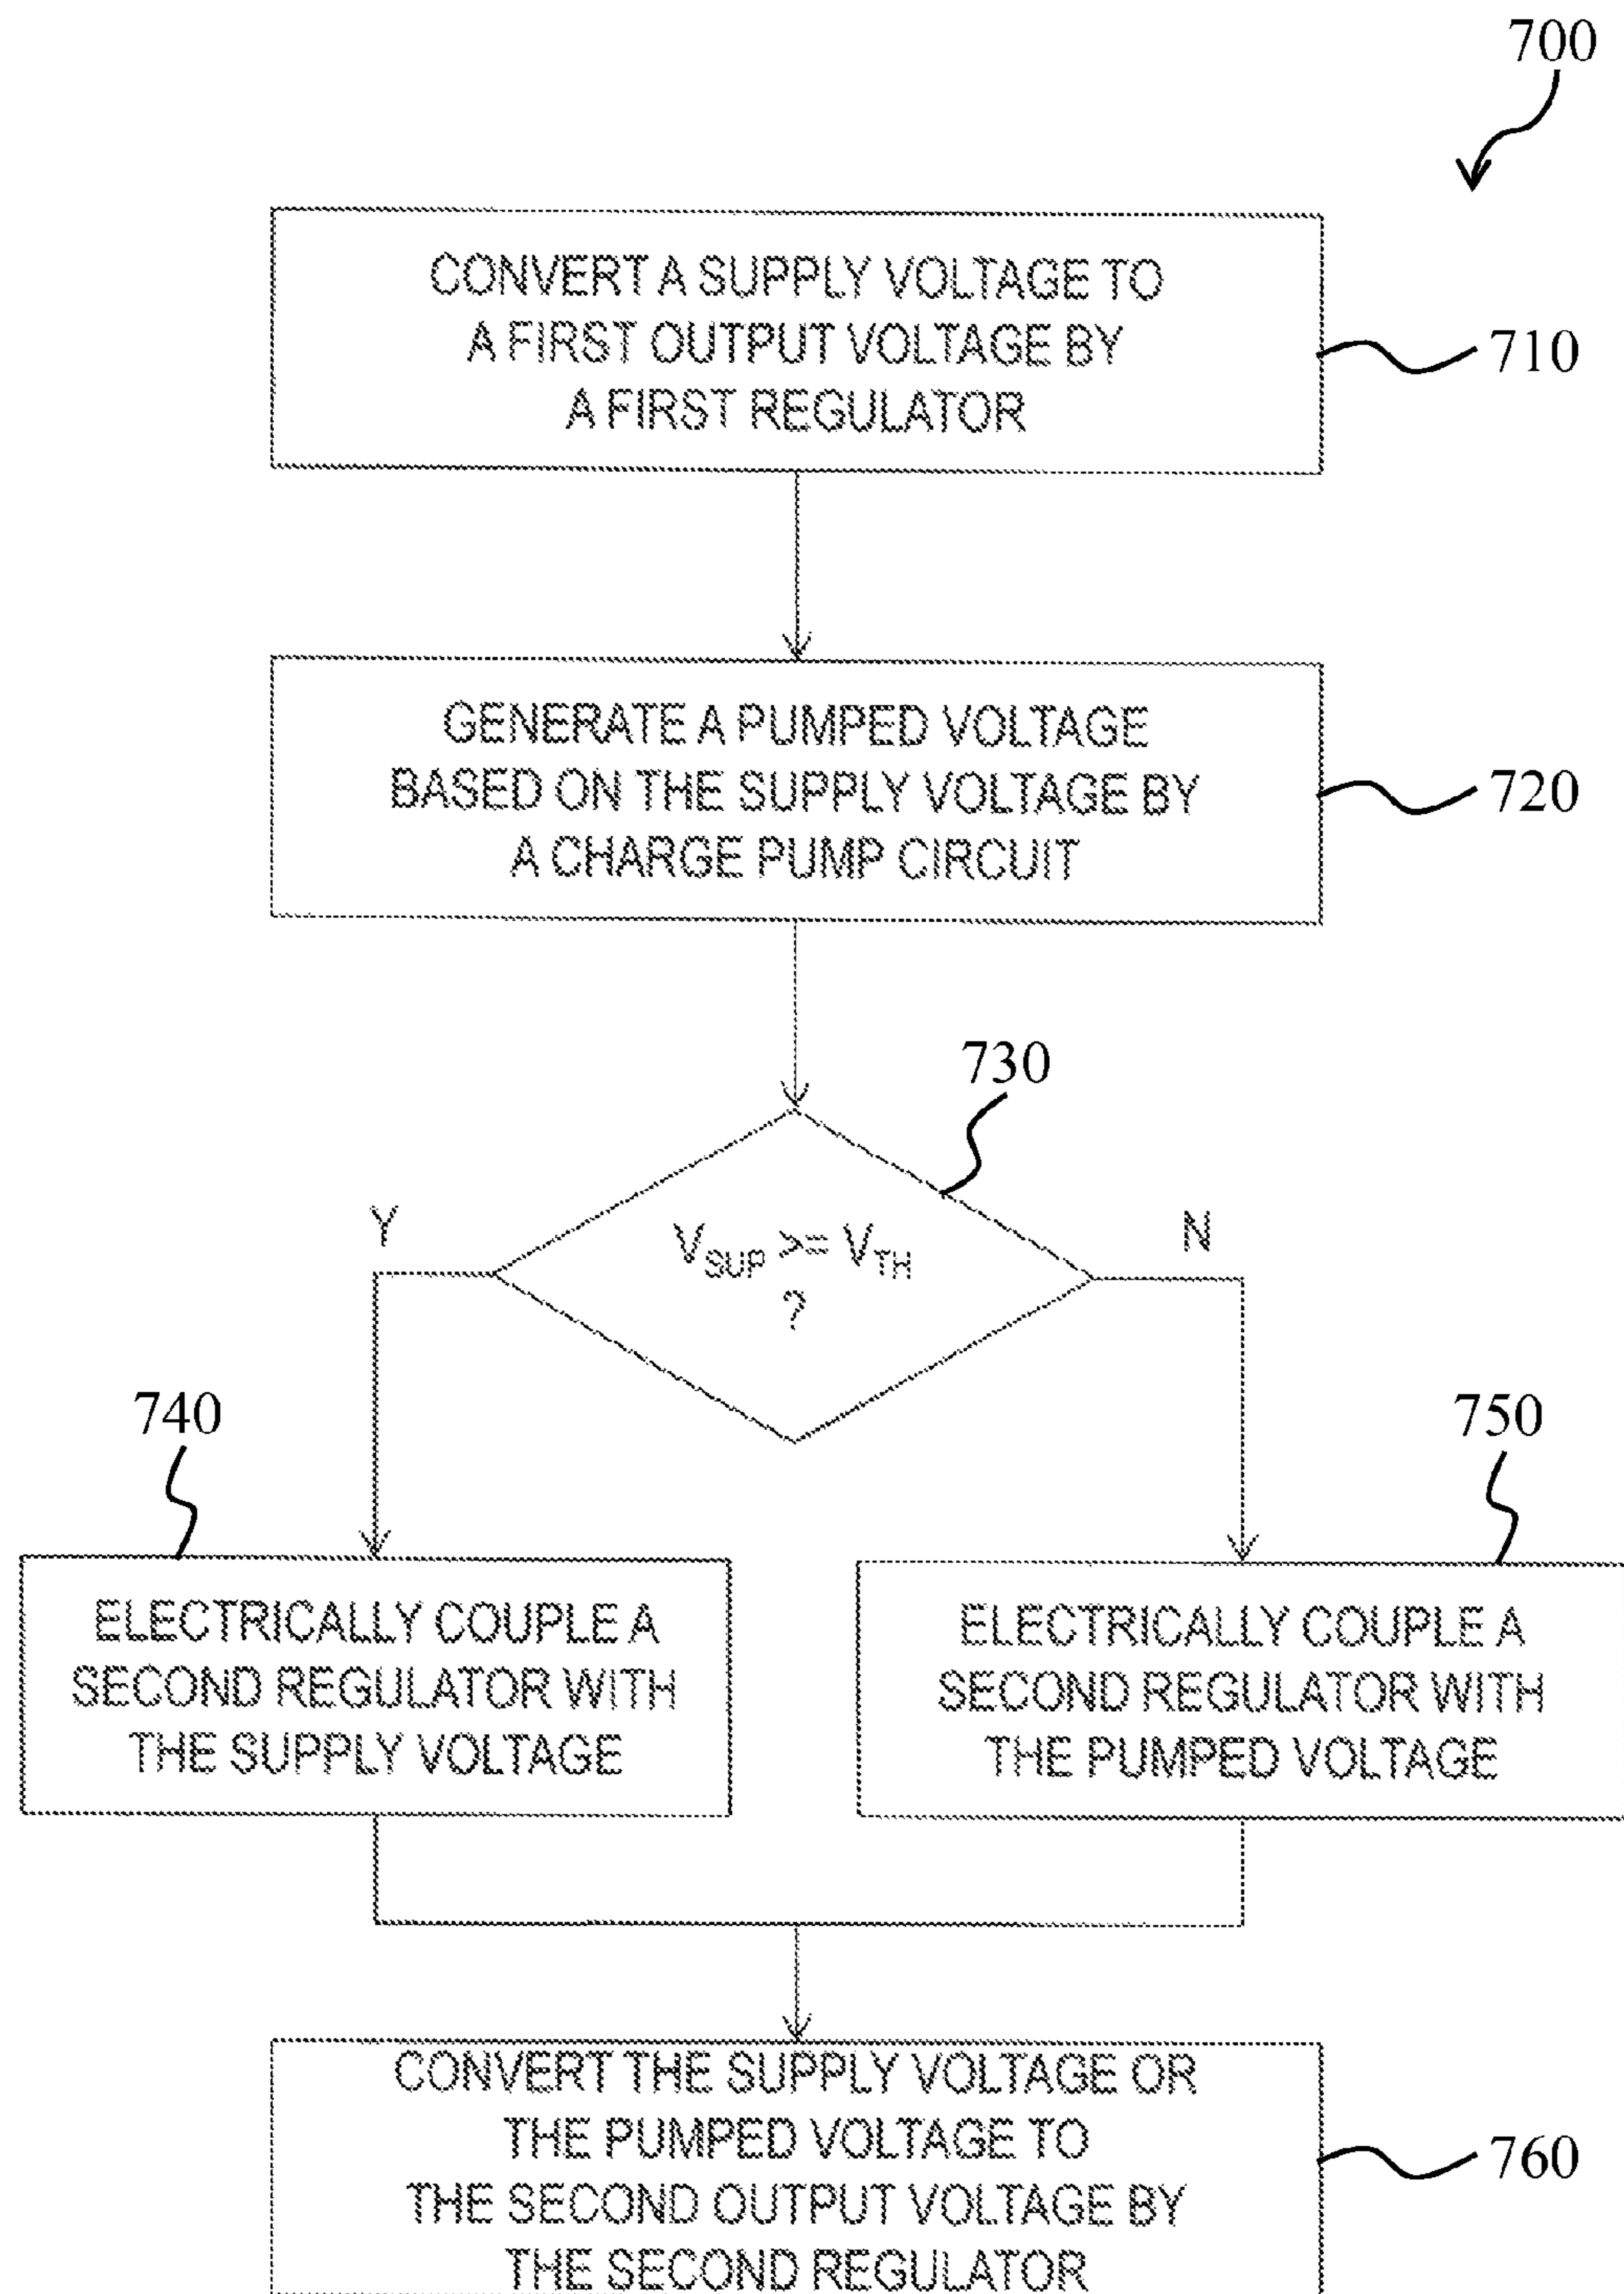 700
CONVERT A SUPPLY VOLTAGE TO
A FIRST OUTPUT VOLTAGE BY
A FIRST REGULATOR
710
GENERATE A PUMPED VOLTAGE
BASED ON THE SUPPLY VOLTAGE BY
A CHARGE PUMP CIRCUIT
720
730
Y
V_SUP >= V_TH
?
N
740
750
ELECTRICALLY COUPLE A
SECOND REGULATOR WITH
THE SUPPLY VOLTAGE
ELECTRICALLY COUPLE A
SECOND REGULATOR WITH
THE PUMPED VOLTAGE
CONVERT THE SUPPLY VOLTAGE OR
THE PUMPED VOLTAGE TO
THE SECOND OUTPUT VOLTAGE BY
THE SECOND REGULATOR
760